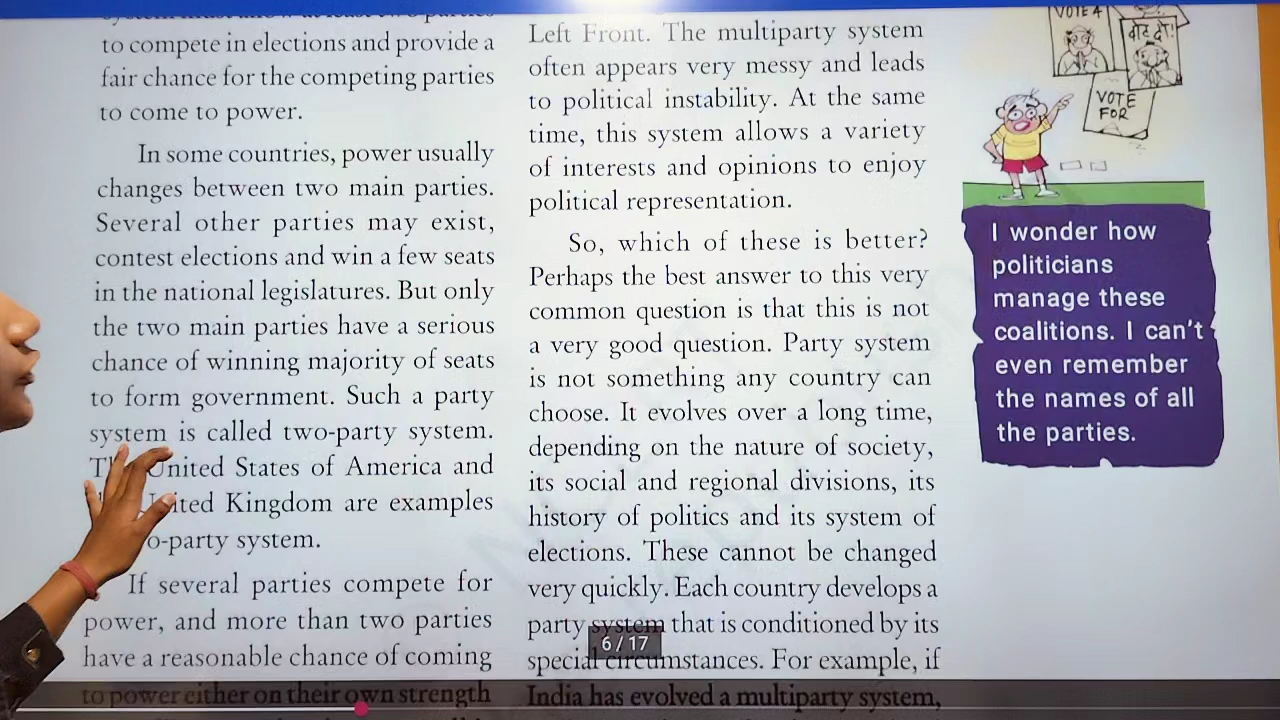 to compete in elections and provide a
fair chance for the competing parties
to come to power.
In some countries, power usually
changes between two main parties.
Several other parties may exist,
contest elections and win a few seats
in the national legislatures. But only
the two main parties have a serious
chance of winning majority of seats
to form government. Such a party
system is called two-party system.
United States of America and
Kingdom are examples
o-party system.
If several parties compete for
power, and more than two parties
have a reasonable chance of coming
to power either on their own strength
Left Front. The multiparty system
often appears very messy and leads
to political instability. At the same
time, this system allows a variety
of interests and opinions to enjoy
political representation.
So, which of these is better?
Perhaps the best answer to this very
common question is that this is not
a very good question. Party system
is not something any country can
choose. It evolves over a long time,
depending on the nature of society,
its social and regional divisions, its
history of politics and its system of
elections. These cannot be changed
very quickly. Each country develops a
party system that is conditioned by its
special circumstances. For example, if
India has evolved a multiparty system,
VOTE 4
वोट दो!
VOTE
FOR
I wonder how
politicians
manage these
coalitions. I can't
even remember
the names of all
the parties.
6 / 17